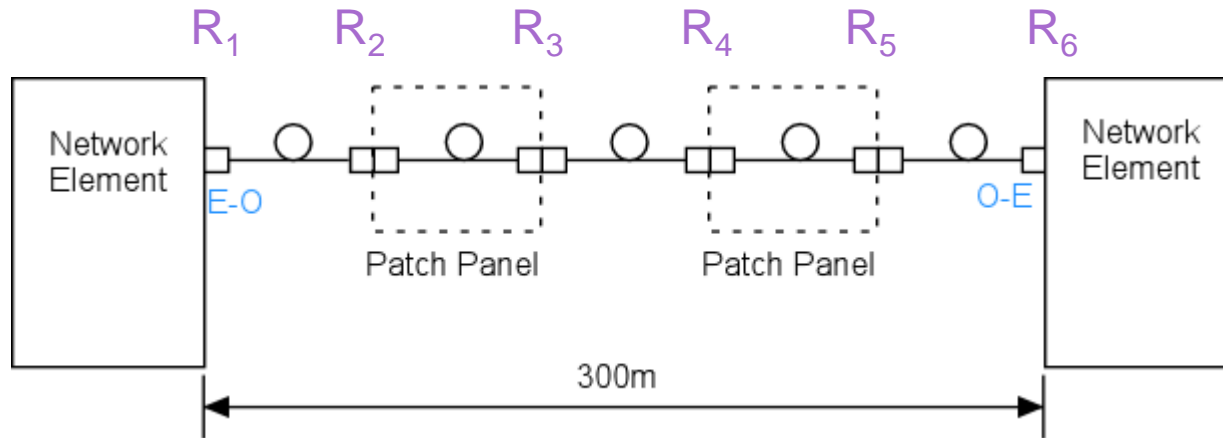 R1 R2 R3 R4 R5 R6
Network
Element
Network
Element
E-O
O-E
Patch Panel
Patch Panel
300m